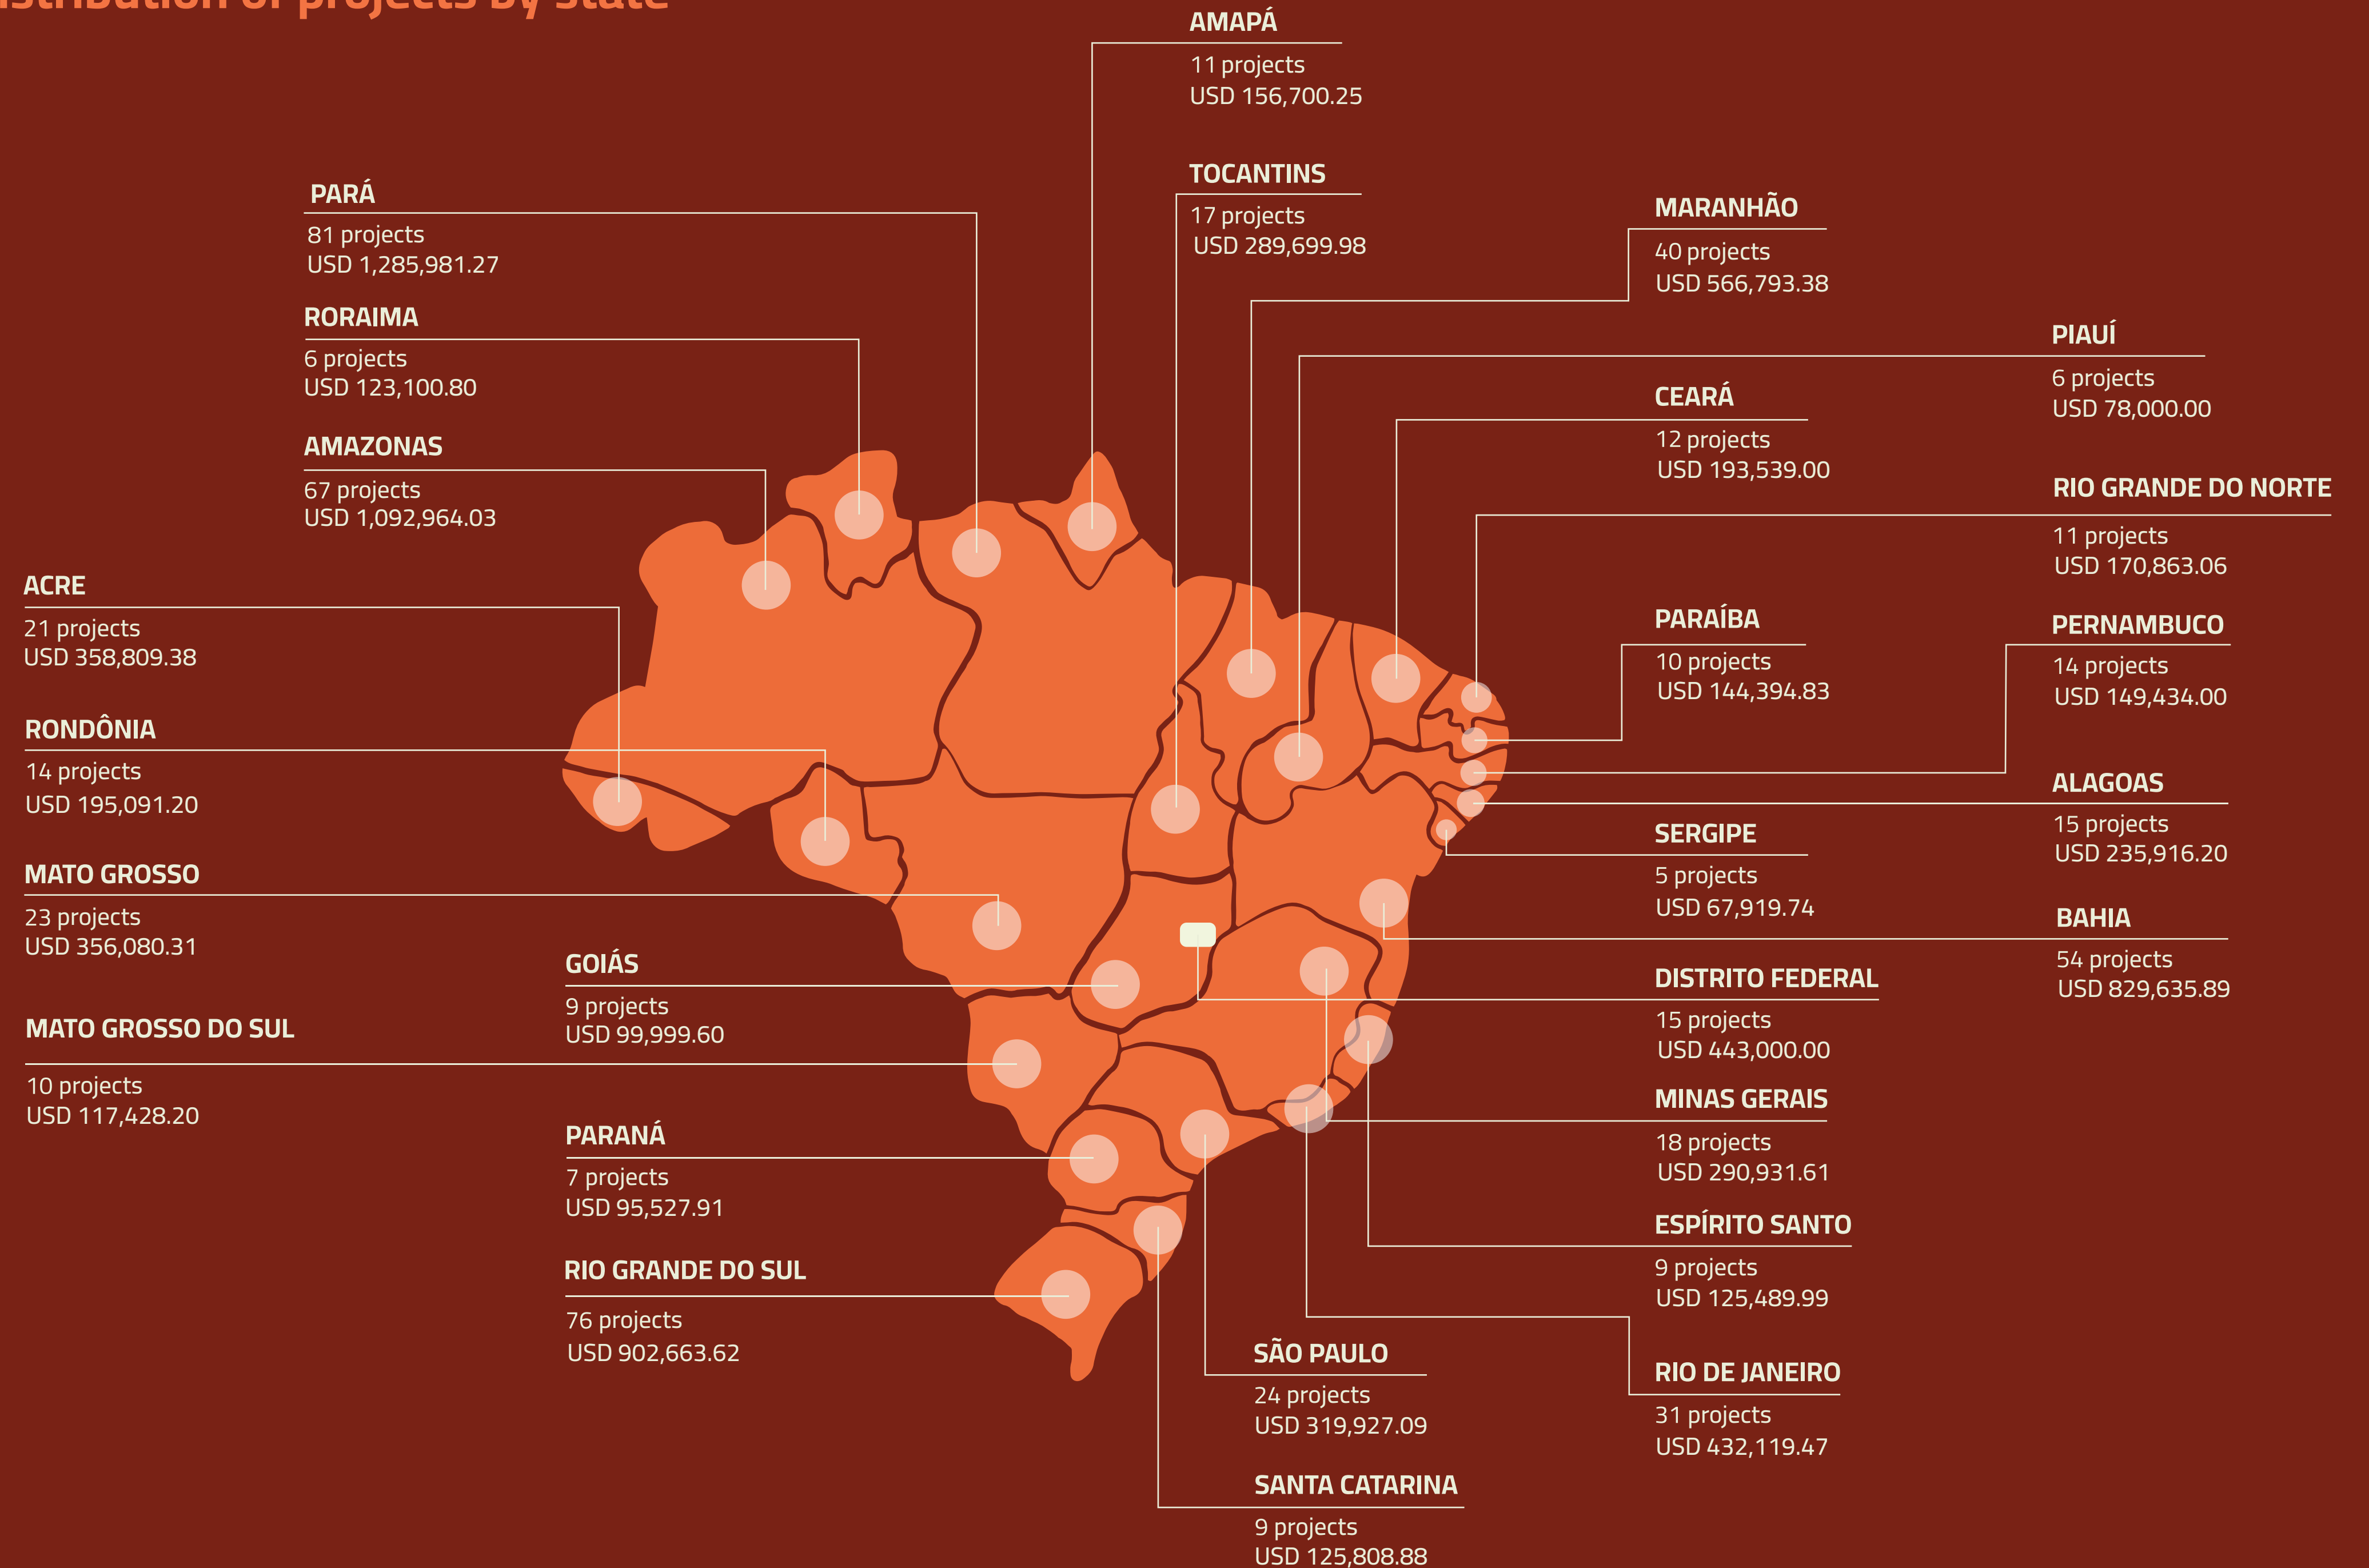 distribution of projects by state
AMAPÁ
11 projects
USD 156,700.25
TOCANTINS
17 projects
USD 289,699.98
PARÁ
81 projects
USD 1,285,981.27
MARANHÃO
40 projects
USD 566,793.38
RORAIMA
6 projects
USD 123,100.80
PIAUÍ
6 projects
USD 78,000.00
CEARÁ
12 projects
USD 193,539.00
AMAZONAS
67 projects
USD 1,092,964.03
RIO GRANDE DO NORTE
11 projects
USD 170,863.06
ACRE
21 projects
USD 358,809.38
PARAÍBA
10 projects
USD 144,394.83
PERNAMBUCO
14 projects
USD 149,434.00
RONDÔNIA
14 projects
USD 195,091.20
ALAGOAS
15 projects
USD 235,916.20
SERGIPE
5 projects
USD 67,919.74
MATO GROSSO
23 projects
USD 356,080.31
BAHIA
54 projects
USD 829,635.89
GOIÁS
9 projects
USD 99,999.60
DISTRITO FEDERAL
15 projects
USD 443,000.00
MATO GROSSO DO SUL
10 projects
USD 117,428.20
MINAS GERAIS
18 projects
USD 290,931.61
PARANÁ
7 projects
USD 95,527.91
ESPÍRITO SANTO
9 projects
USD 125,489.99
RIO GRANDE DO SUL
76 projects
USD 902,663.62
SÃO PAULO
24 projects
USD 319,927.09
RIO DE JANEIRO
31 projects
USD 432,119.47
SANTA CATARINA
9 projects
USD 125,808.88